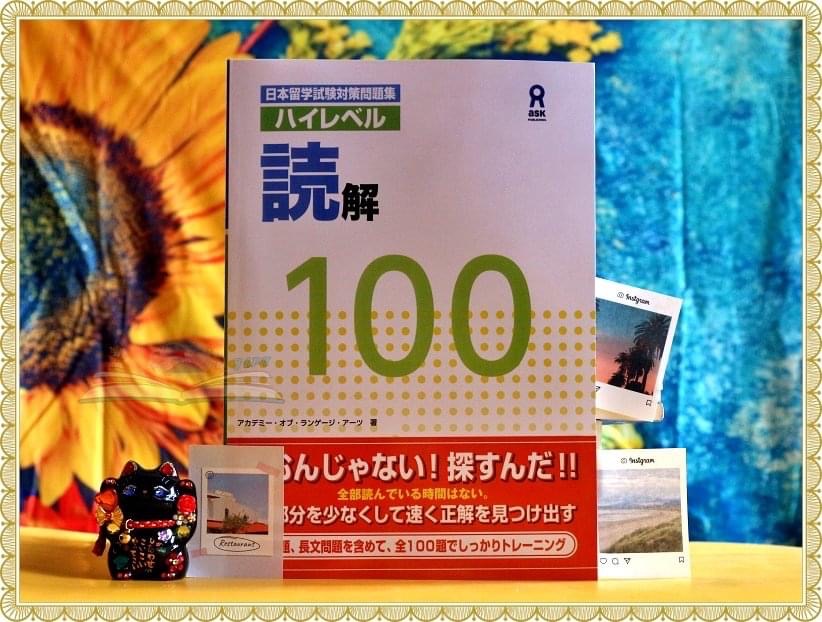 日本留学試験対策問題集
ハイレベル
読解
ask
PUBLISHING
100
アカデミー・オブ・ランゲージ・アーツ 著
んじゃない！探すんだ!!
全部読んでいる時間はない。
部分を少なくして速く正解を見つけ出す
題、長文問題を含めて、全100題でしっかりトレーニング
Instgram
Instgram
Restaurant